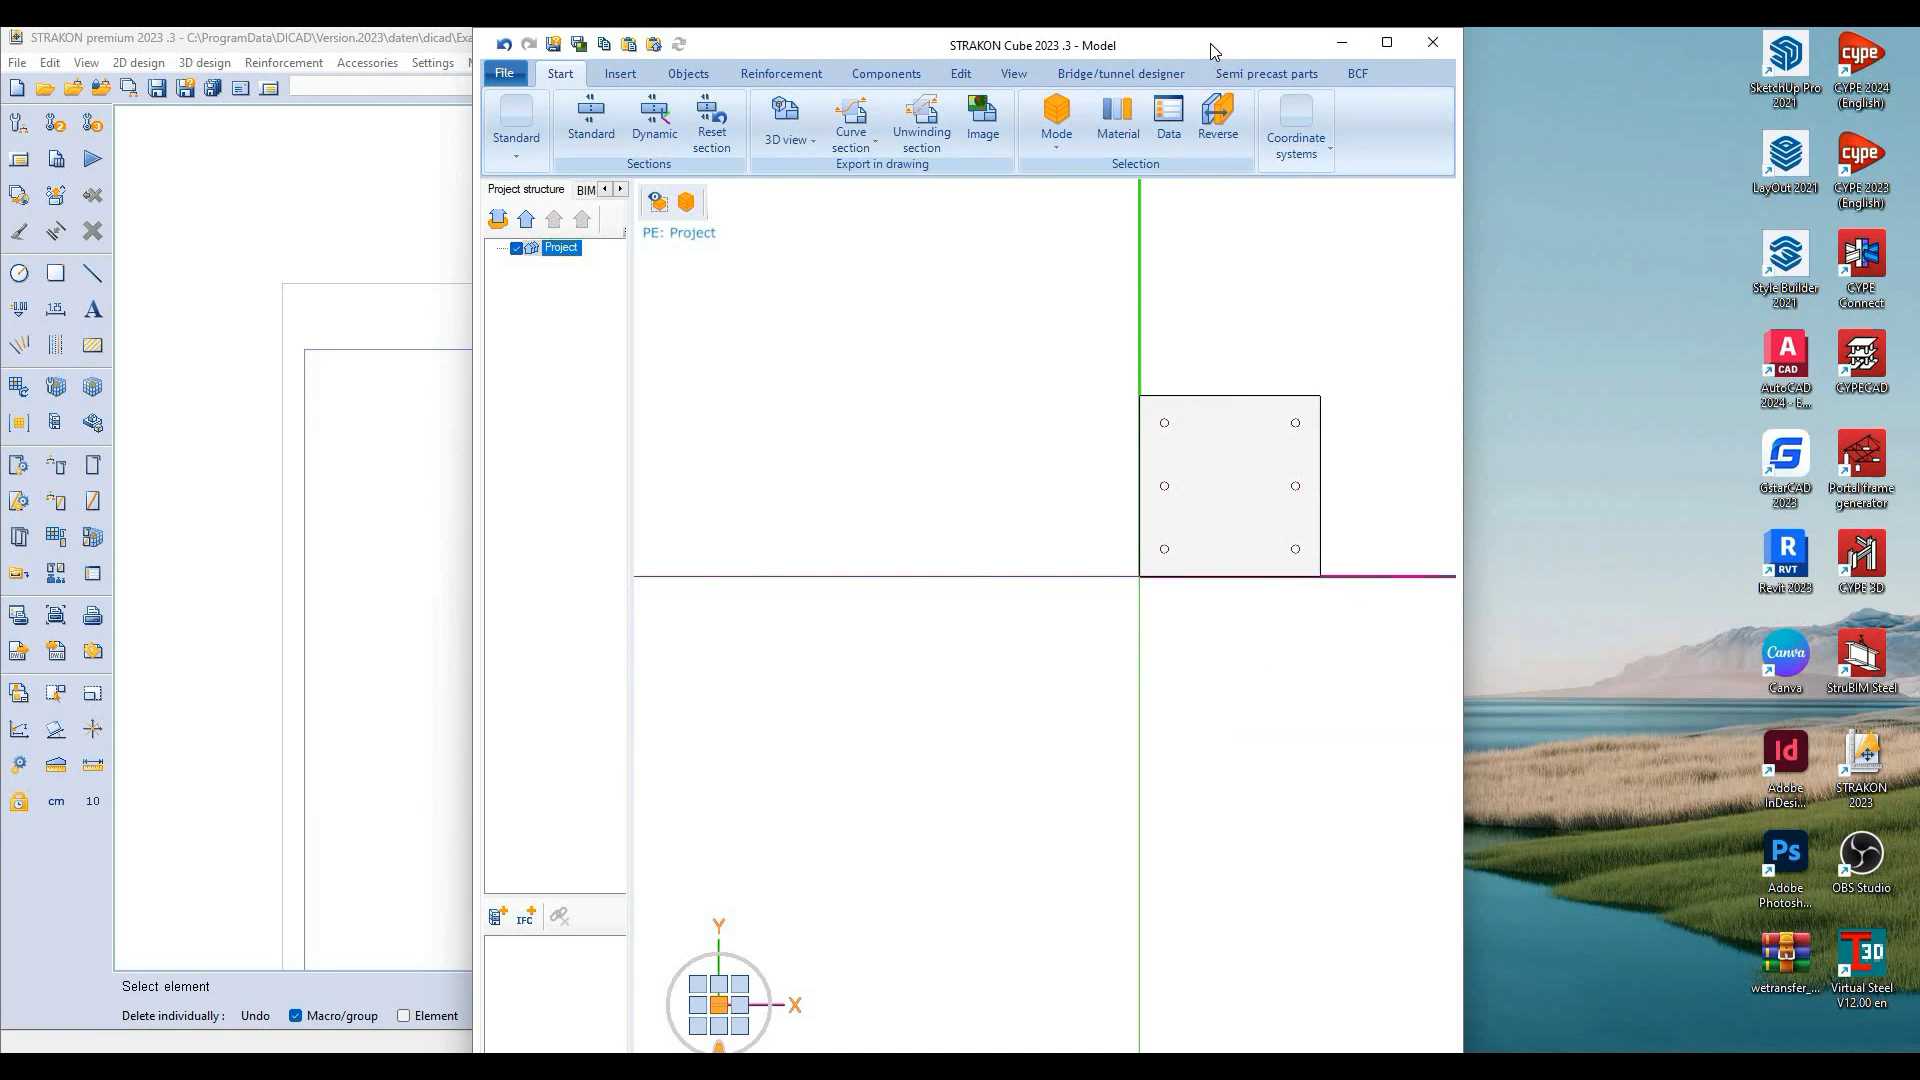 STRAKON premium 2023 .3 - C:\ProgramData\DICAD\Version.2023\daten\dicad\Exa
File Edit View 2D design 3D design Reinforcement Accessories Settings
±0.00 1.25 A
DWG DWG
cm 10
Select element
Delete individually : Undo Macro/group Element
STRAKON Cube 2023 .3 - Model
File Start Insert Objects Reinforcement Components Edit View Bridge/tunnel designer Semi precast parts BCF
Standard
Standard Dynamic Reset section
Sections
3D view Curve section Unwinding section Image
Export in drawing
Mode Material Data Reverse
Selection
Coordinate systems
Project structure BIM
Project
IFC
PE: Project
Y
X
SketchUp Pro 2021
cype
CYPE 2024 (English)
LayOut 2021
cype
CYPE 2023 (English)
Style Builder 2021
CYPE Connect
A CAD
AutoCAD 2024 - E...
CYPECAD
GstarCAD 2023
Portal frame generator
R RVT
Revit 2023
CYPE 3D
Canva
Canva
StruBIM Steel
Id
Adobe InDesi...
STRAKON 2023
Ps
Adobe Photosh...
OBS Studio
wetransfer_...
3D
Virtual Steel V12.00 en